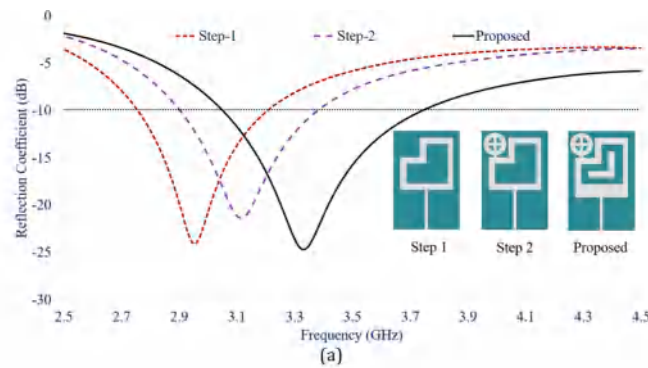 0
Step-1
Step-2
Proposed
-5
-10
-15
-20
-25
-30
Reflection Coefficient (dB)
Step 1
Step 2
Proposed
2.5
2.7
2.9
3.1
3.3
3.5
3.7
3.9
4.1
4.3
4.5
Frequency (GHz)
(a)